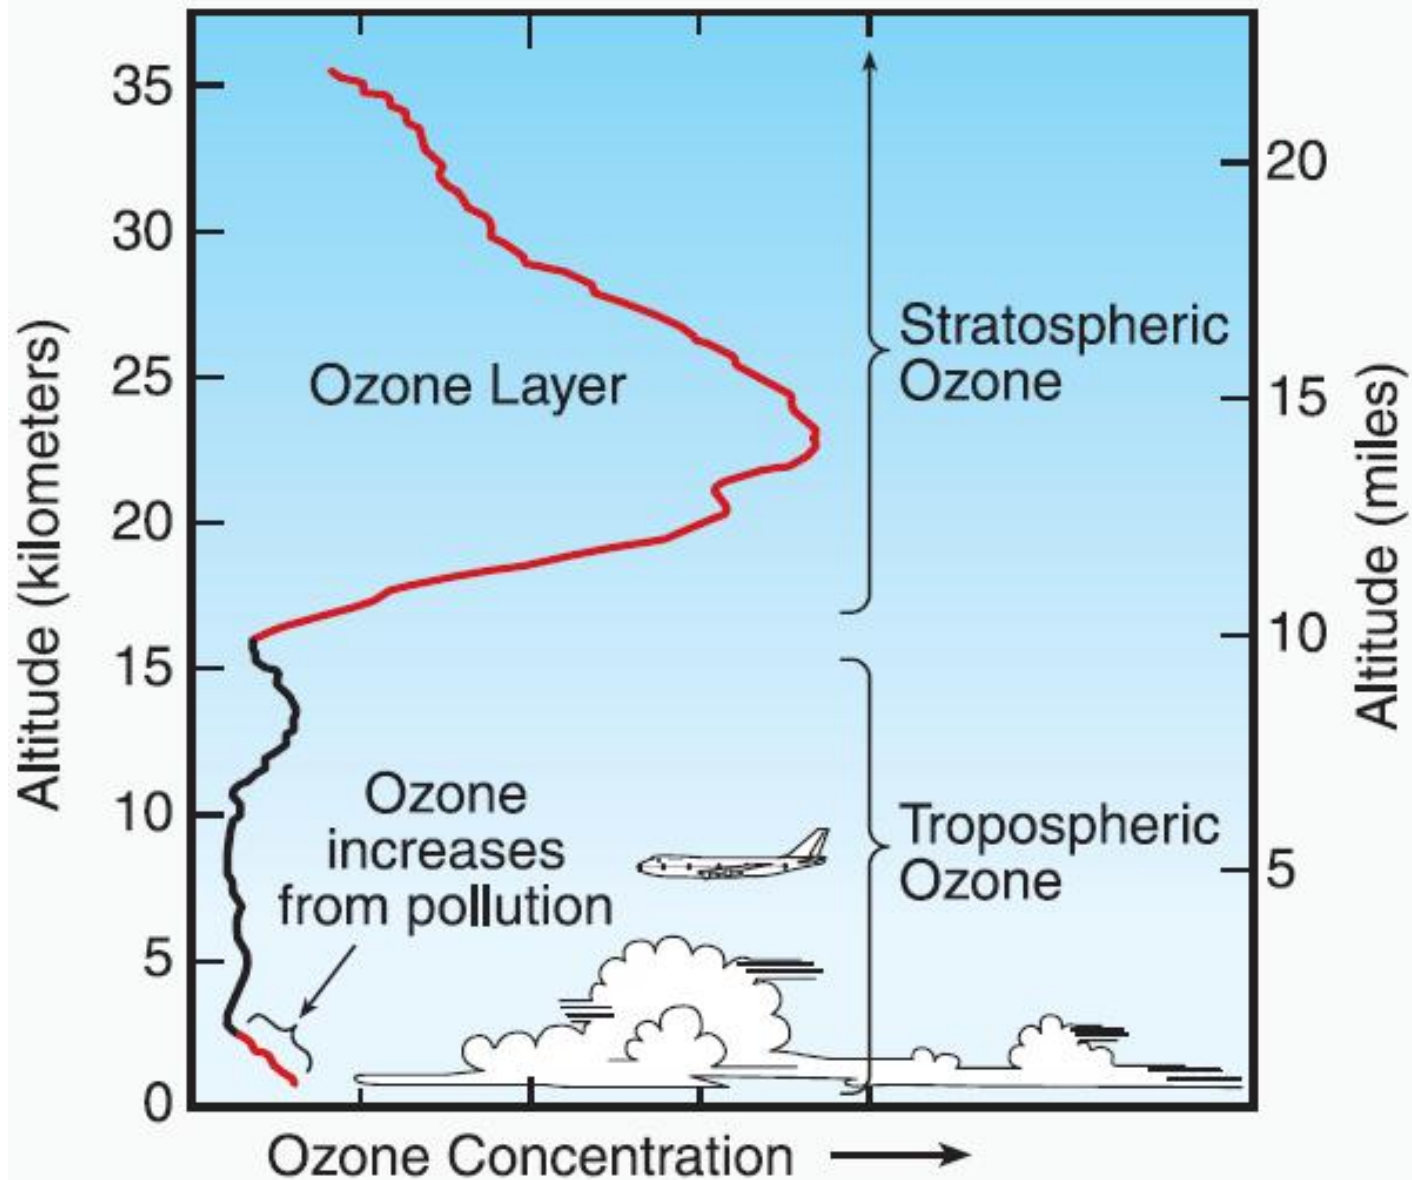 35
30
25
20
15
10
5
0
Altitude (kilometers)
20
15
10
5
Altitude (miles)
Ozone Layer
Stratospheric
Ozone
Ozone
increases
from pollution
Tropospheric
Ozone
Ozone Concentration